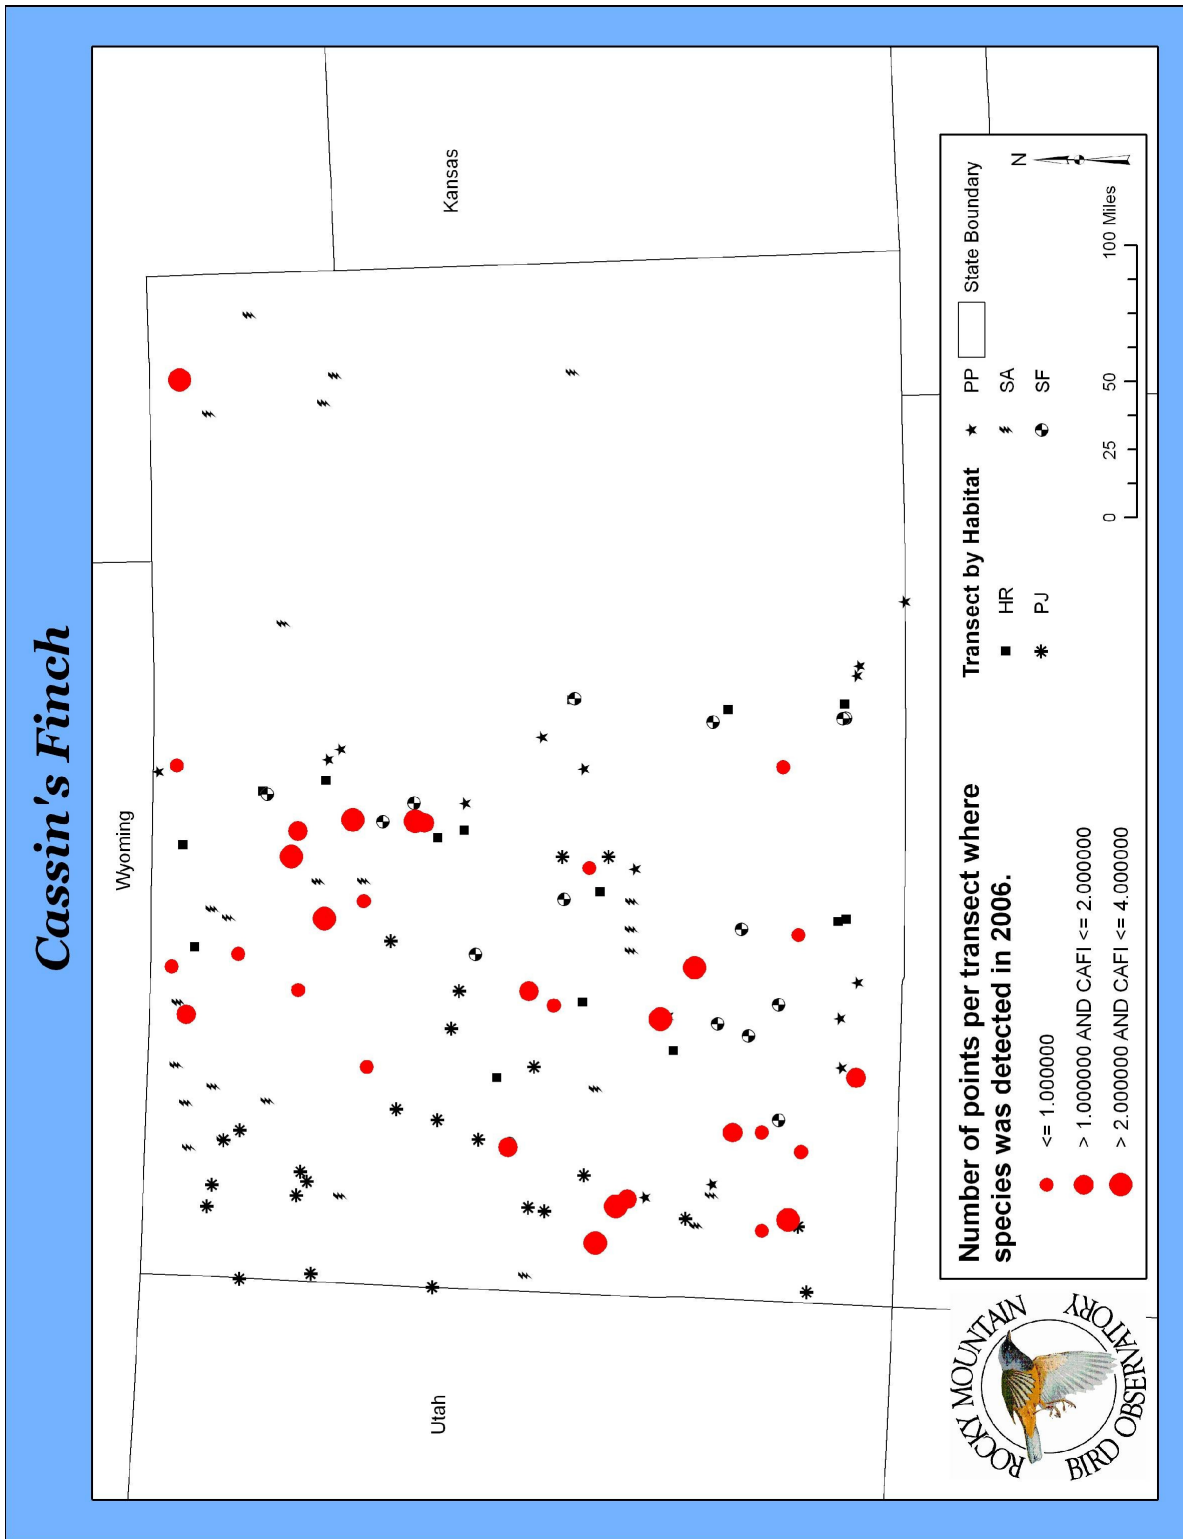 Cassin's Finch
Wyoming
Kansas
Utah
Number of points per transect where
species was detected in 2006.
<= 1.000000
> 1.000000 AND CAFI <= 2.000000
> 2.000000 AND CAFI <= 4.000000
Transect by Habitat
HR
PJ
PP
SA
SF
State Boundary
N
0 25 50 100 Miles
ROCKY MOUNTAIN
BIRD OBSERVATORY